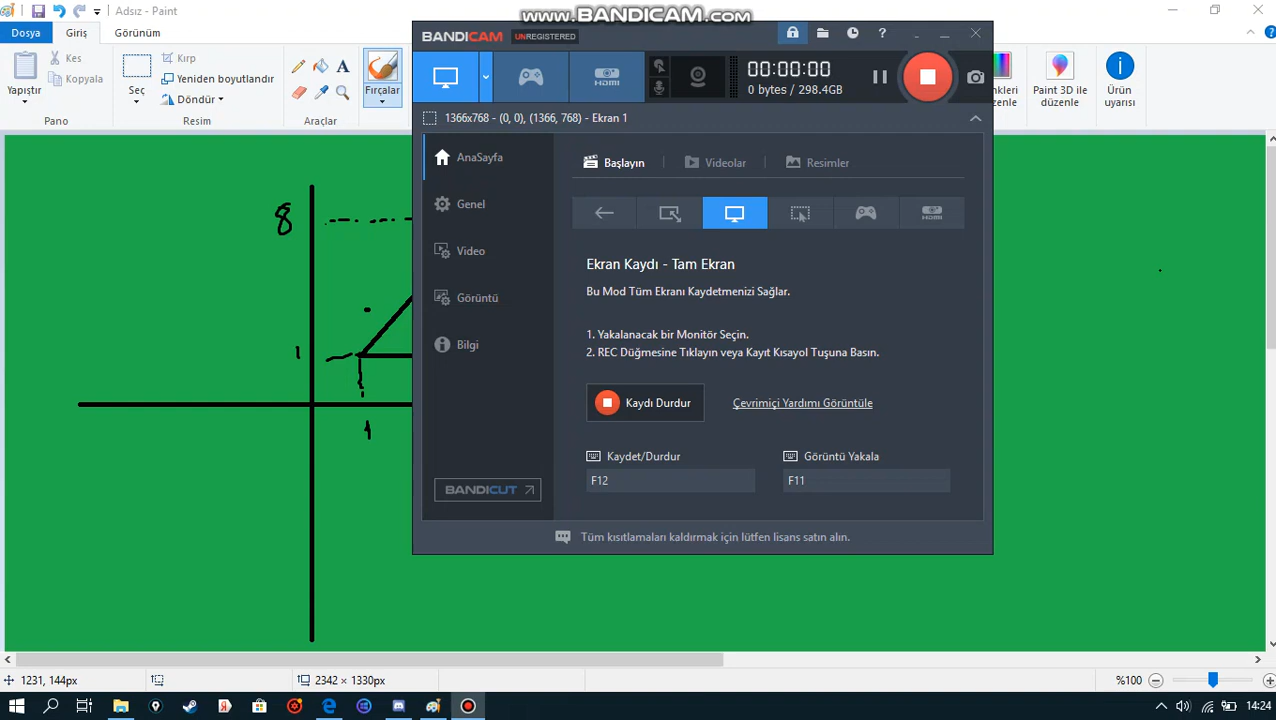 Adsız - Paint
www.BANDICAM.com
Dosya
Giriş
Görünüm
BANDICAM
UNREGISTERED
Yapıştır
Kes
Kopyala
Pano
Seç
Kırp
Yeniden boyutlandır
Döndür
Resim
Araçlar
Fırçalar
HDMI
00:00:00
0 bytes / 298.4GB
nkleri
zenle
Paint 3D ile
düzenle
Ürün
uyarısı
1366x768 - (0, 0), (1366, 768) - Ekran 1
AnaSayfa
Genel
Video
Görüntü
Bilgi
BANDICUT
Başlayın
Videolar
Resimler
HDMI
Ekran Kaydı - Tam Ekran
Bu Mod Tüm Ekranı Kaydetmenizi Sağlar.
1. Yakalanacak bir Monitör Seçin.
2. REC Düğmesine Tıklayın veya Kayıt Kısayol Tuşuna Basın.
Kaydı Durdur
Çevrimiçi Yardımı Görüntüle
Kaydet/Durdur
Görüntü Yakala
F12
F11
Tüm kısıtlamaları kaldırmak için lütfen lisans satın alın.
8
1
1
1231, 144px
2342 × 1330px
%100
14:24